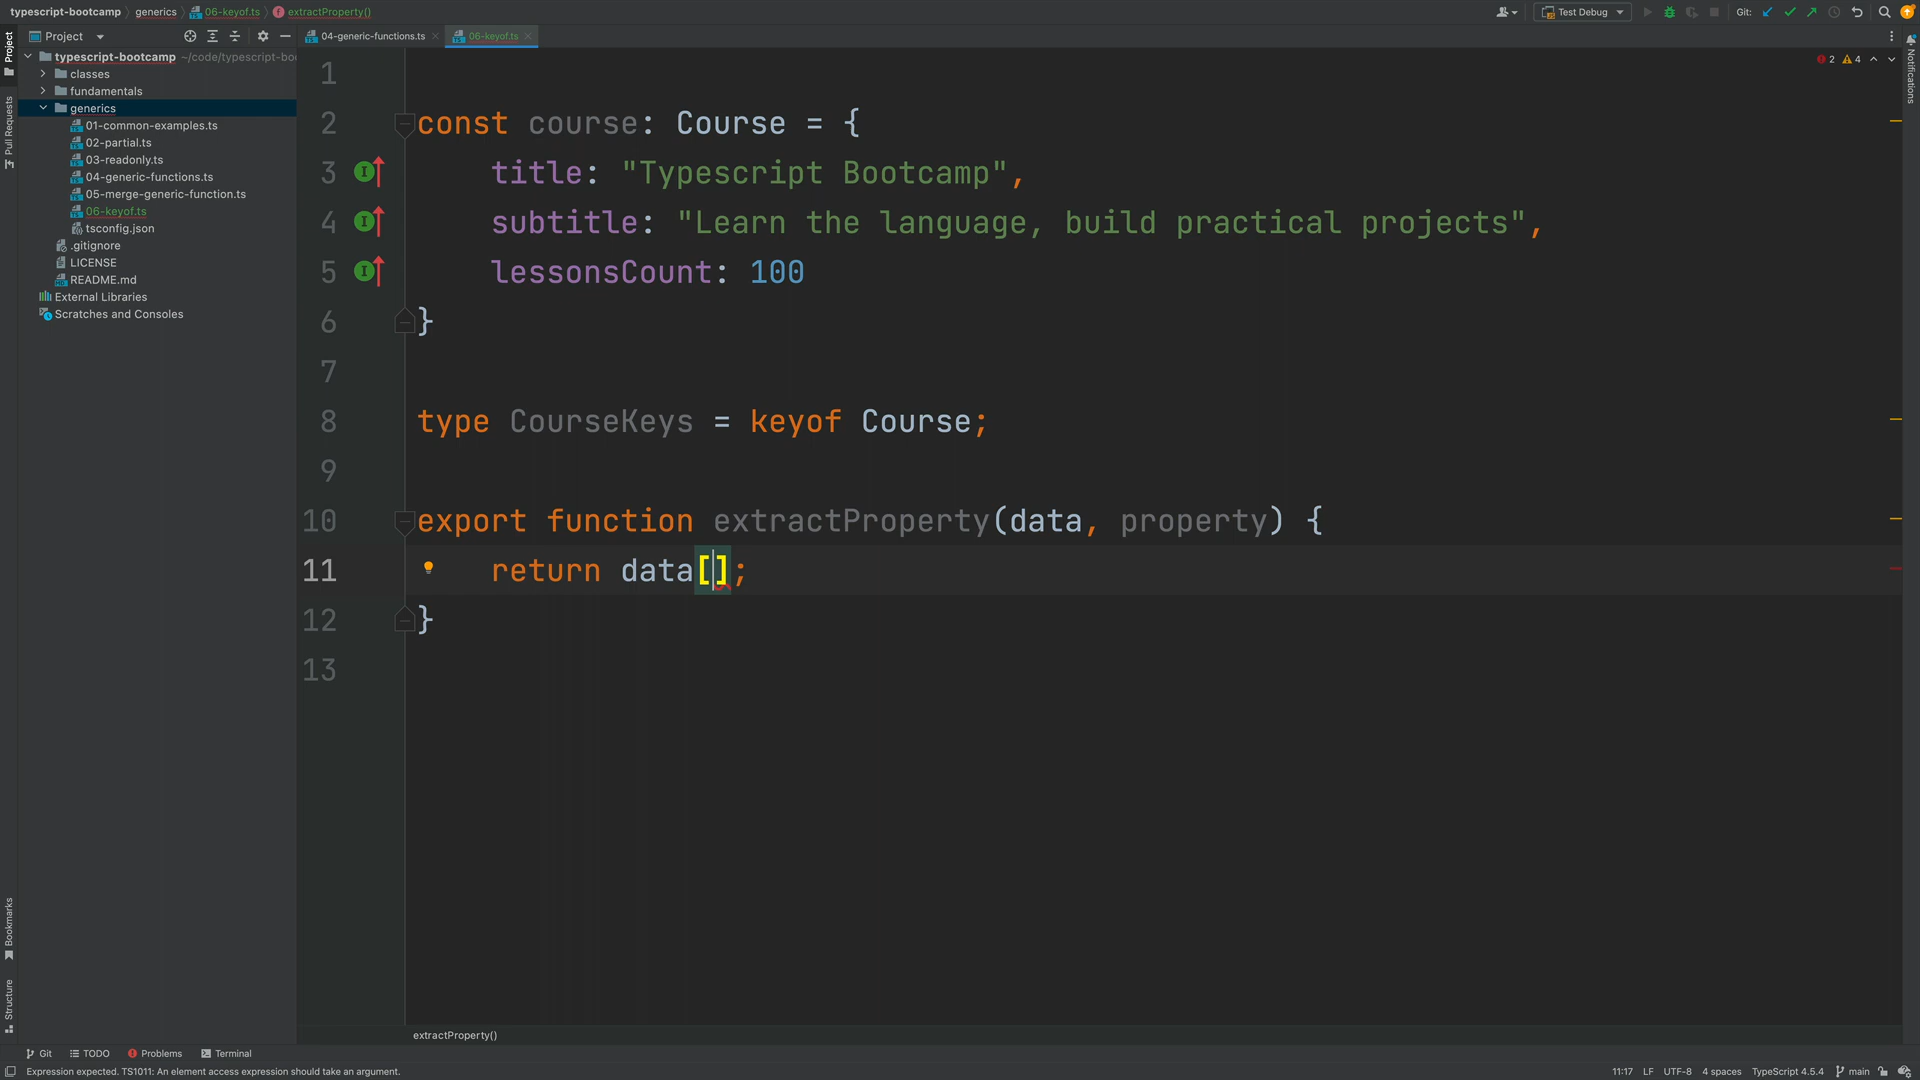 typescript-bootcamp generics 06-keyof.ts extractProperty()
Test Debug
Git:
Project
04-generic-functions.ts
06-keyof.ts
typescript-bootcamp ~/code/typescript-boo
classes
fundamentals
generics
01-common-examples.ts
02-partial.ts
03-readonly.ts
04-generic-functions.ts
05-merge-generic-function.ts
06-keyof.ts
tsconfig.json
.gitignore
LICENSE
README.md
External Libraries
Scratches and Consoles
Project
Pull Requests
Bookmarks
Structure
1
2 const course: Course = {
3 title: "Typescript Bootcamp",
4 subtitle: "Learn the language, build practical projects",
5 lessonsCount: 100
6 }
7
8 type CourseKeys = keyof Course;
9
10 export function extractProperty(data, property) {
11 return data[];
12 }
13
2 4
Notifications
extractProperty()
Git TODO Problems Terminal
Expression expected. TS1011: An element access expression should take an argument.
11:17 LF UTF-8 4 spaces TypeScript 4.5.4 main